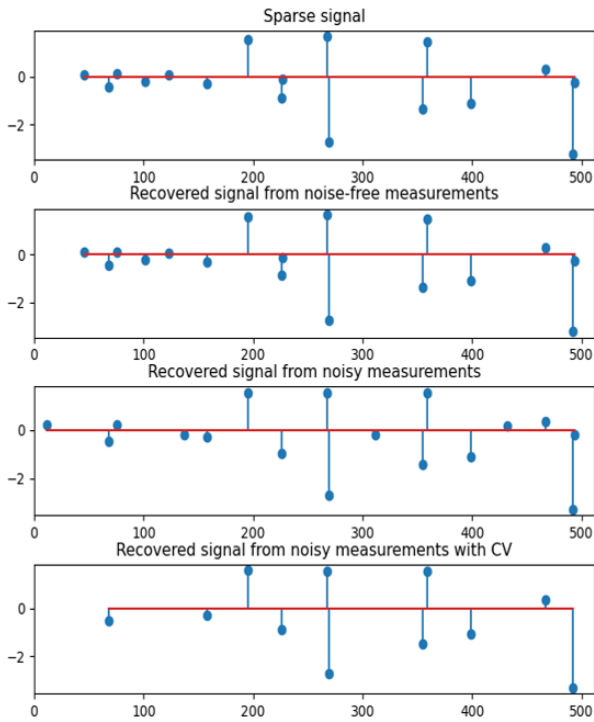 Sparse signal
0
−2
0 100 200 300 400 500
Recovered signal from noise-free measurements
0
−2
0 100 200 300 400 500
Recovered signal from noisy measurements
0
−2
0 100 200 300 400 500
Recovered signal from noisy measurements with CV
0
−2
0 100 200 300 400 500